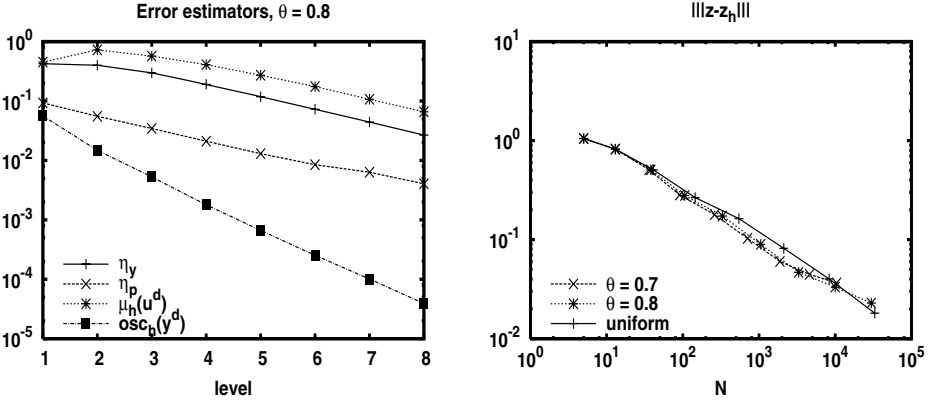 Error estimators, θ = 0.8
10^0
10^-1
10^-2
10^-3
10^-4
10^-5
η_y
η_p
μ_h(u^d)
osc_h(y^d)
1 2 3 4 5 6 7 8
level
|||z-z_h|||
10^1
10^0
10^-1
10^-2
θ = 0.7
θ = 0.8
uniform
10^0 10^1 10^2 10^3 10^4 10^5
N